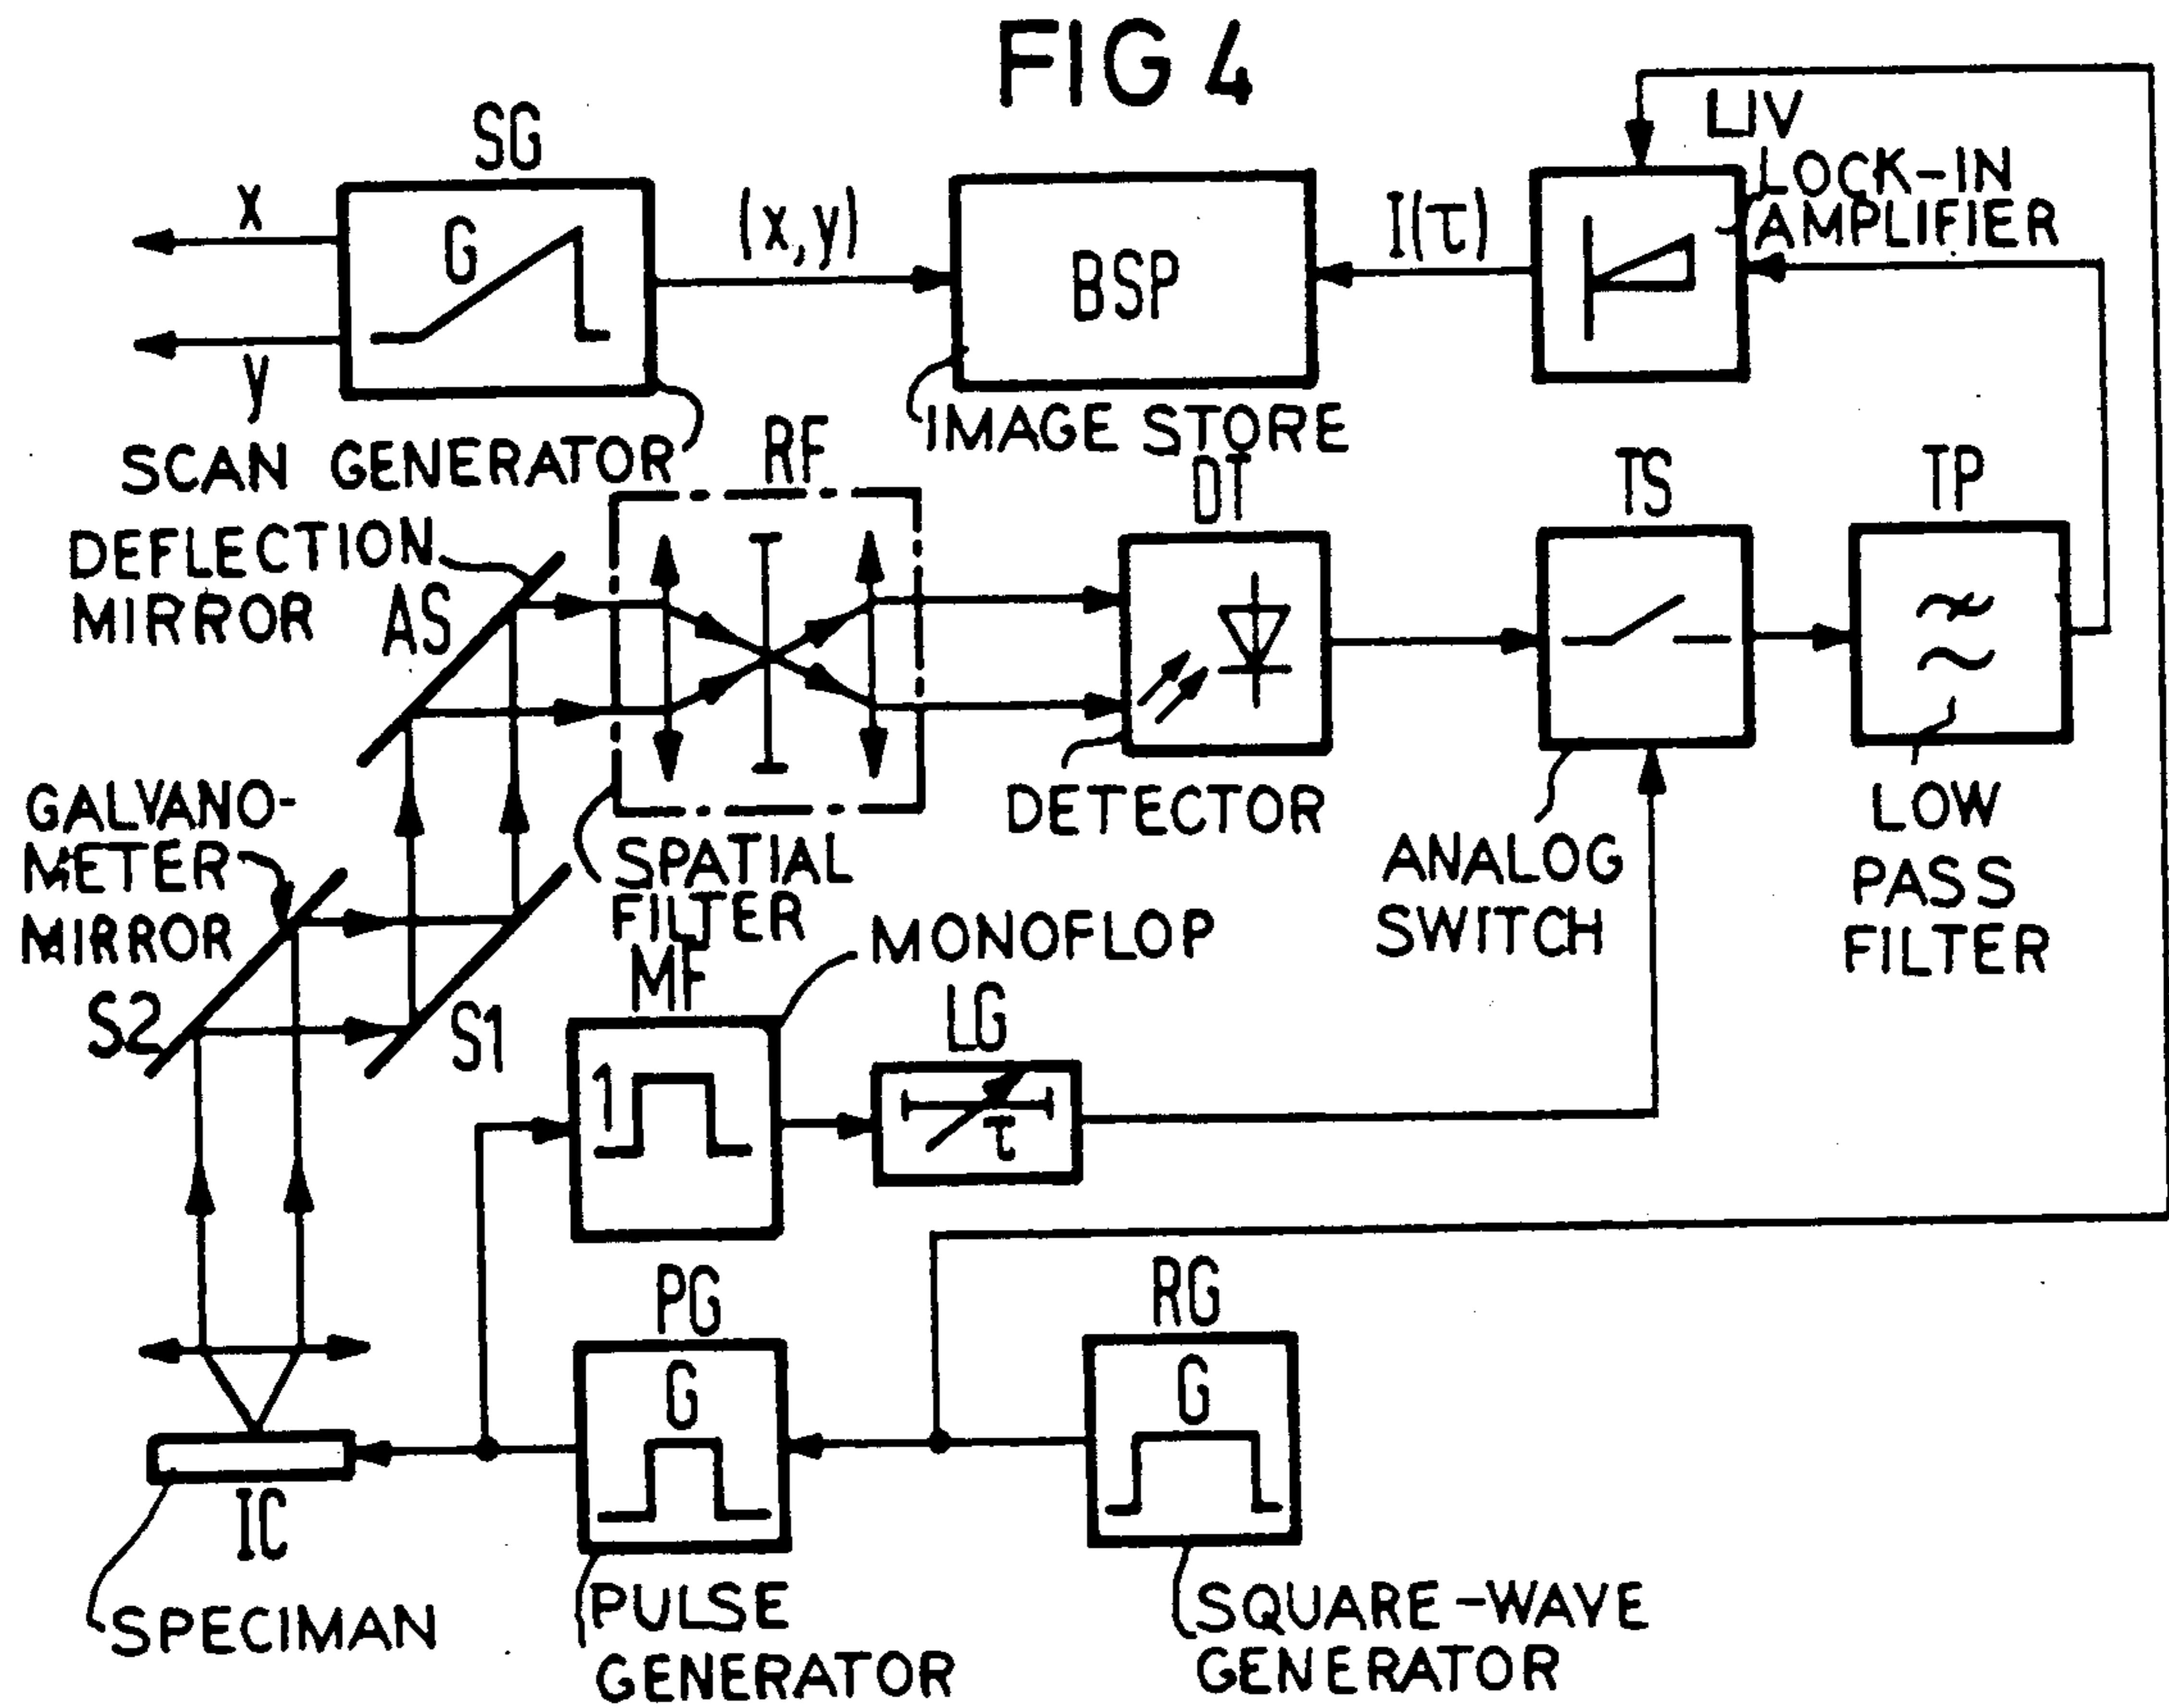 FIG 4
SG
G
x
y
(x,y)
SCAN GENERATOR
BSP
IMAGE STORE
I(τ)
LIV
LOCK-IN
AMPLIFIER
DEFLECTION
MIRROR
AS
RF
SPATIAL
FILTER
DT
DETECTOR
TS
ANALOG
SWITCH
TP
LOW
PASS
FILTER
GALVANO-
METER
MIRROR
S2
S1
MF
1
MONOFLOP
LG
τ
PG
G
PULSE
GENERATOR
RG
G
SQUARE-WAVE
GENERATOR
IC
SPECIMAN